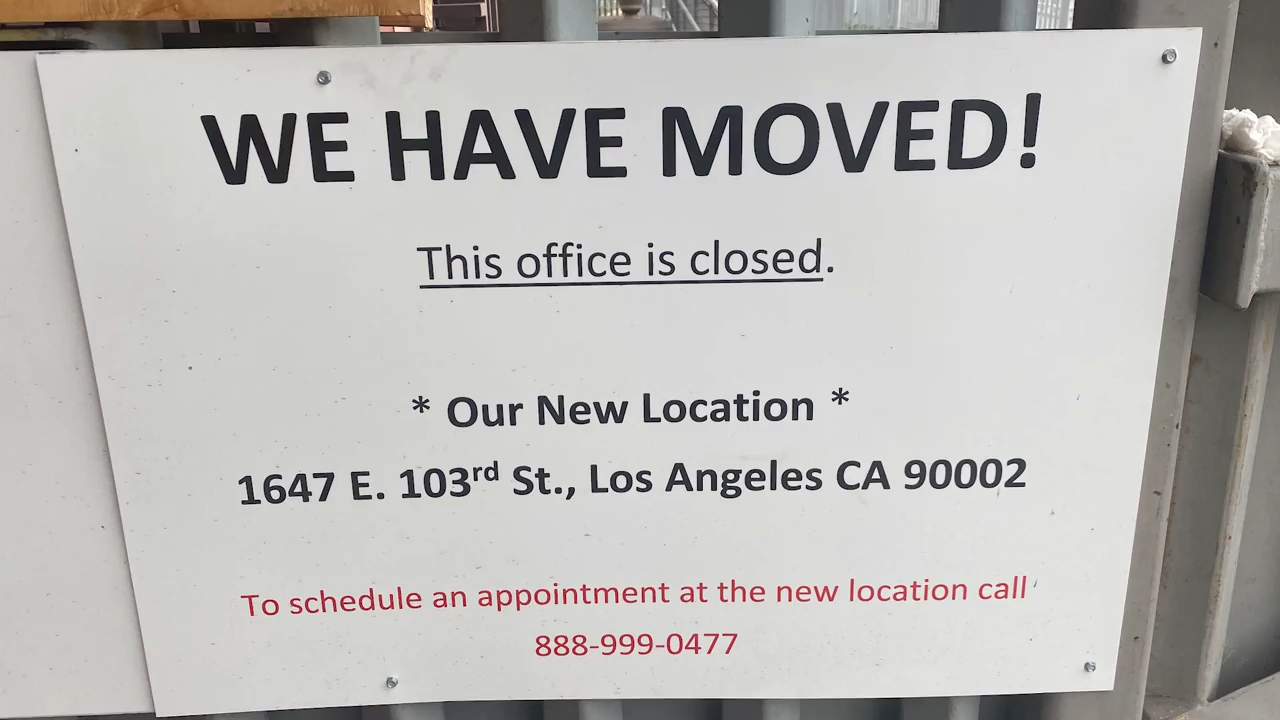 WE HAVE MOVED!
This office is closed.
* Our New Location *
1647 E. 103rd St., Los Angeles CA 90002
To schedule an appointment at the new location call
888-999-0477